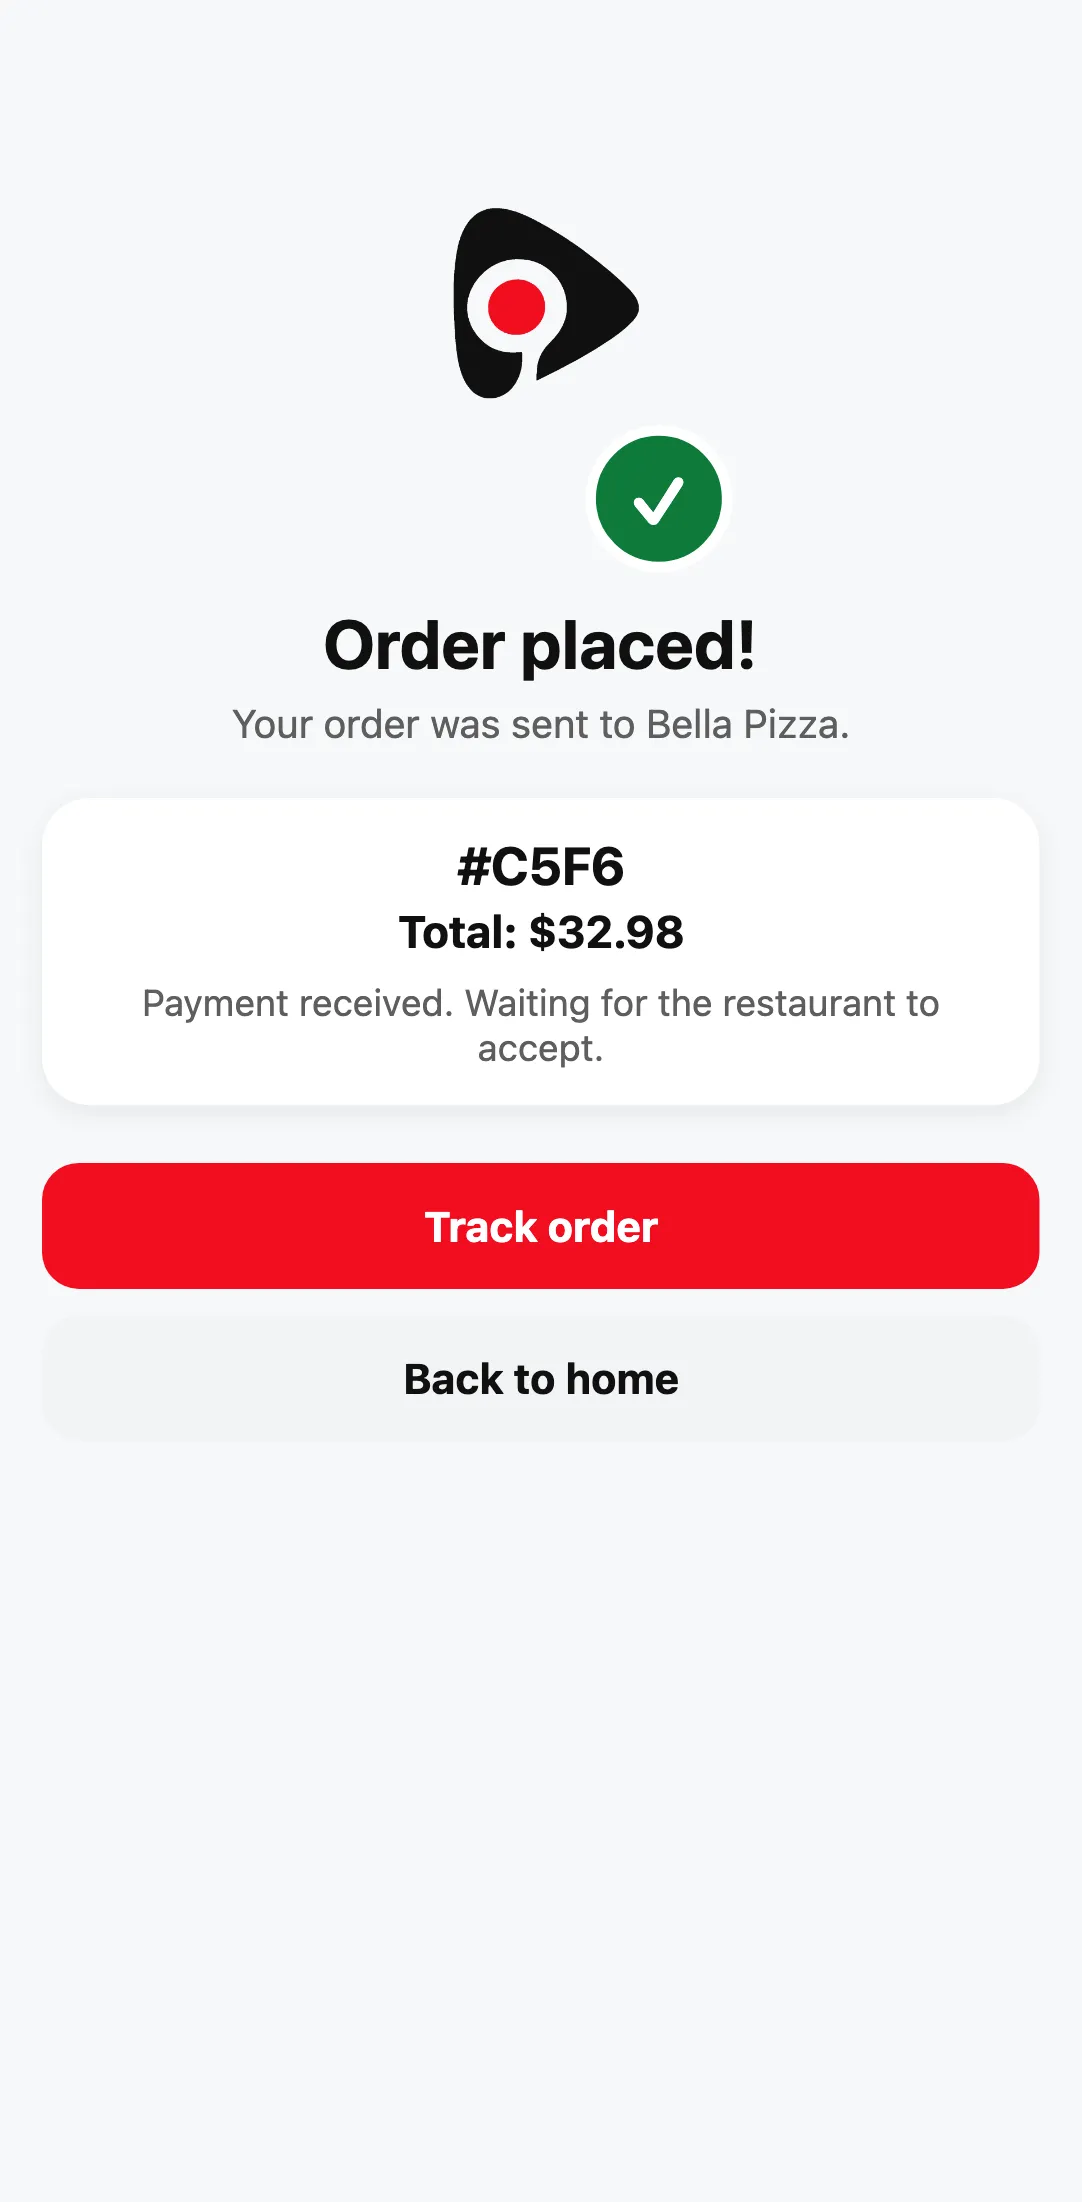 Order placed!
Your order was sent to Bella Pizza.
#C5F6
Total: $32.98
Payment received. Waiting for the restaurant to
accept.
Track order
Back to home